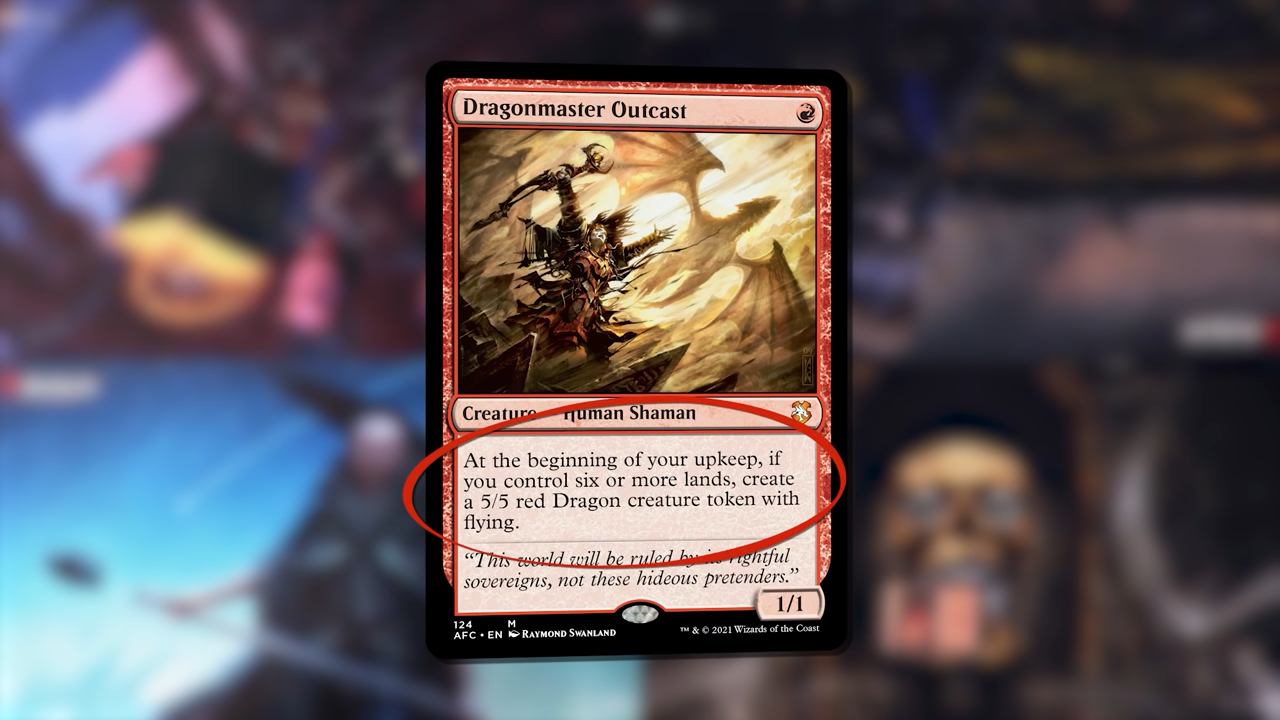 Dragonmaster Outcast
Creature — Human Shaman
At the beginning of your upkeep, if
you control six or more lands, create
a 5/5 red Dragon creature token with
flying.
“This world will be ruled by its rightful
sovereigns, not these hideous pretenders.”
1/1
124 M
AFC • EN Raymond Swanland
™ & © 2021 Wizards of the Coast